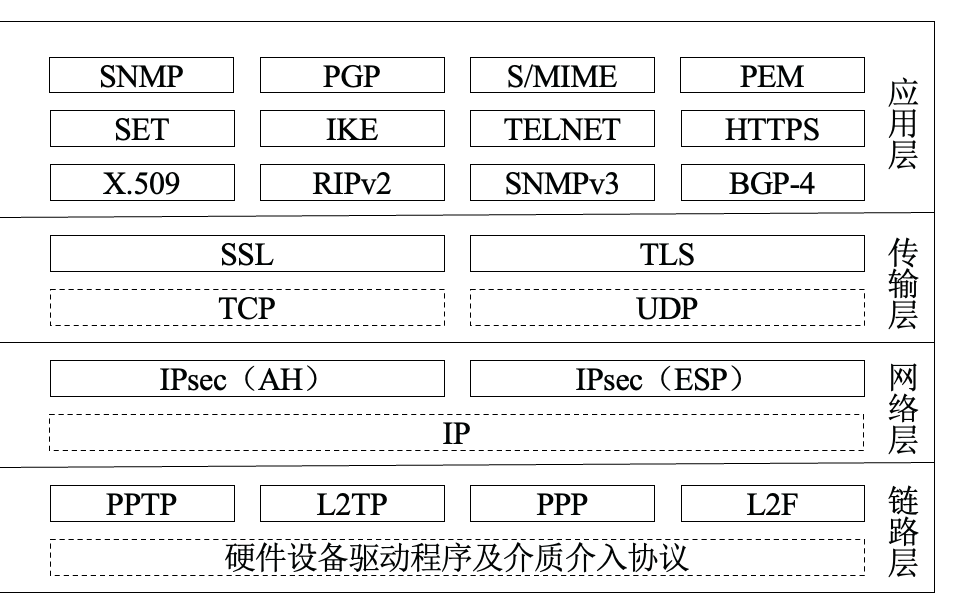 SNMP PGP S/MIME PEM
SET IKE TELNET HTTPS
X.509 RIPv2 SNMPv3 BGP-4
应用层
SSL TLS
TCP UDP
传输层
IPsec（AH） IPsec（ESP）
IP
网络层
PPTP L2TP PPP L2F
硬件设备驱动程序及介质介入协议
链路层